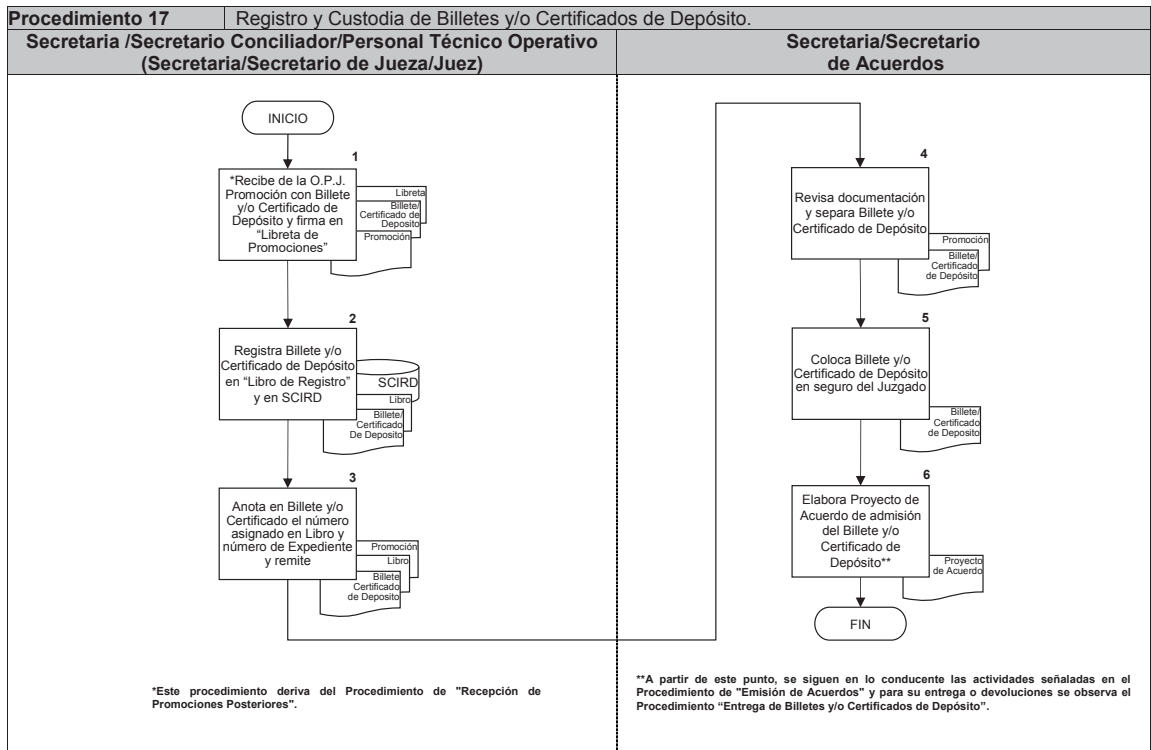 Procedimiento 17
Registro y Custodia de Billetes y/o Certificados de Depósito.
Secretaria /Secretario Conciliador/Personal Técnico Operativo
(Secretaria/Secretario de Jueza/Juez)
Secretaria/Secretario
de Acuerdos
INICIO
1
*Recibe de la O.P.J.
Promoción con Billete
y/o Certificado de
Depósito y firma en
“Libreta de
Promociones”
Libreta
Billete/
Certificado de
Deposito
Promoción
2
Registra Billete y/o
Certificado de Depósito
en “Libro de Registro”
y en SCIRD
SCIRD
Libro
Billete/
Certificado
De Deposito
3
Anota en Billete y/o
Certificado el número
asignado en Libro y
número de Expediente
y remite
Promoción
Libro
Billete
Certificado
de Deposito
*Este procedimiento deriva del Procedimiento de "Recepción de
Promociones Posteriores".
4
Revisa documentación
y separa Billete y/o
Certificado de Depósito
Promoción
Billete/
Certificado
de Depósito
5
Coloca Billete y/o
Certificado de Depósito
en seguro del Juzgado
Billete/
Certificado
de Deposito
6
Elabora Proyecto de
Acuerdo de admisión
del Billete y/o
Certificado de
Depósito**
Proyecto
de Acuerdo
FIN
**A partir de este punto, se siguen en lo conducente las actividades señaladas en el
Procedimiento de "Emisión de Acuerdos" y para su entrega o devoluciones se observa el
Procedimiento “Entrega de Billetes y/o Certificados de Depósito”.